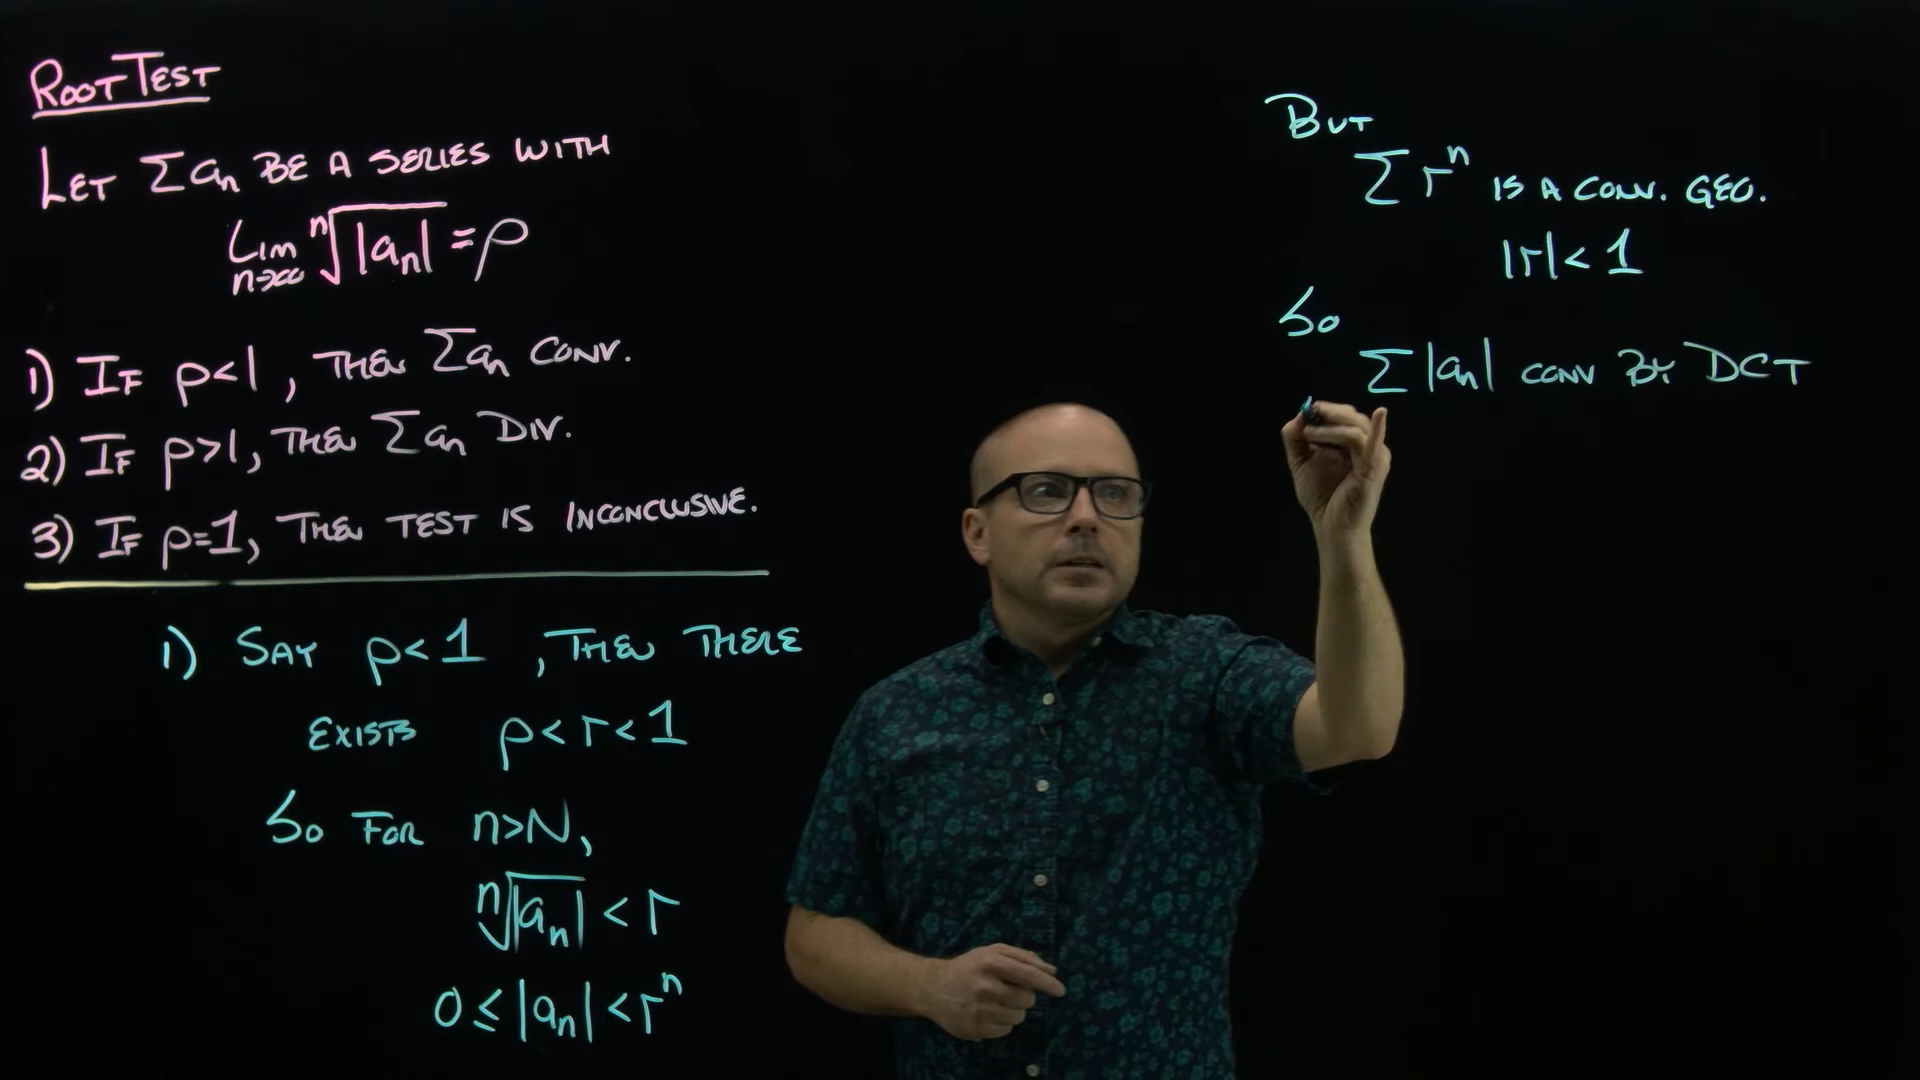 ROOT TEST
LET Σ aₙ BE A SERIES WITH
LIM n→∞ ⁿ√|aₙ| = ρ
1) IF ρ<1, THEN Σaₙ CONV.
2) IF ρ>1, THEN Σaₙ DIV.
3) IF ρ=1, THEN TEST IS INCONCLUSIVE.
1) SAY ρ<1, THEN THERE
EXISTS ρ<r<1
SO FOR n>N,
ⁿ√|aₙ| < r
0 ≤ |aₙ| < rⁿ
BUT
Σ rⁿ IS A CONV. GEO.
|r| < 1
SO
Σ |aₙ| CONV BY DCT